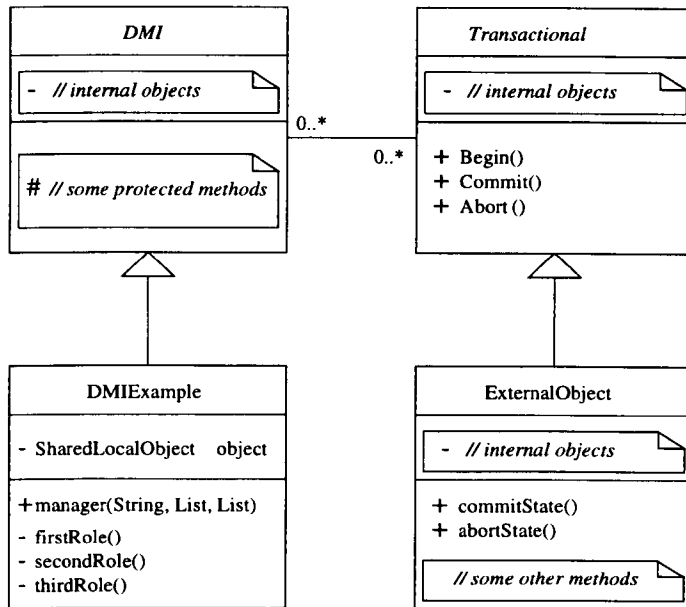 DMI
- // internal objects
# // some protected methods
0..*
0..*
Transactional
- // internal objects
+ Begin()
+ Commit()
+ Abort ()
DMIExample
- SharedLocalObject object
+ manager(String, List, List)
- firstRole()
- secondRole()
- thirdRole()
ExternalObject
- // internal objects
+ commitState()
+ abortState()
// some other methods